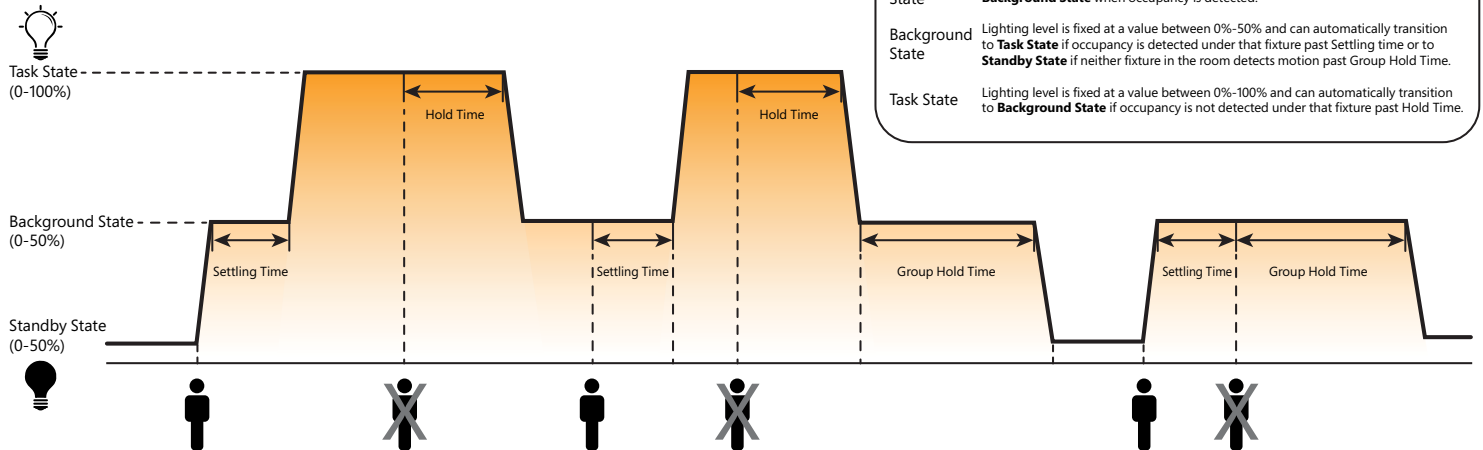 State
Background State when occupancy is detected.
Background
State
Lighting level is fixed at a value between 0%-50% and can automatically transition
to Task State if occupancy is detected under that fixture past Settling time or to
Standby State if neither fixture in the room detects motion past Group Hold Time.
Task State
Lighting level is fixed at a value between 0%-100% and can automatically transition
to Background State if occupancy is not detected under that fixture past Hold Time.
Task State
(0-100%)
Hold Time
Hold Time
Background State
(0-50%)
Settling Time
Settling Time
Group Hold Time
Settling Time
Group Hold Time
Standby State
(0-50%)